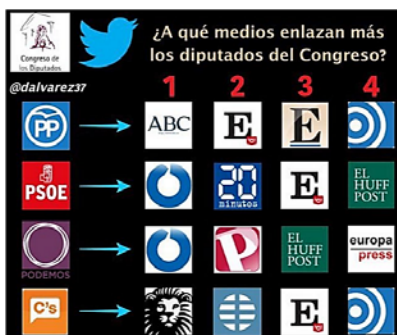 ¿A qué medios enlazan más
los diputados del Congreso?
Congreso de
los Diputados
@dalvarez37
1 2 3 4
PP ABC E E
PSOE 20 minutos E EL HUFF POST
PODEMOS P EL HUFF POST europa press
C's E